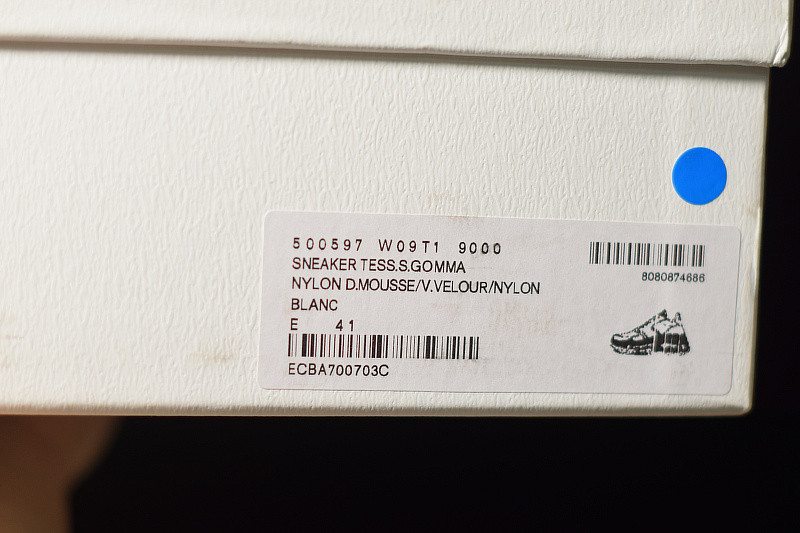 500597 W09T1 9000
SNEAKER TESS.S.GOMMA
NYLON D.MOUSSE/V.VELOUR/NYLON
BLANC
E 41
ECBA700703C
8080874686